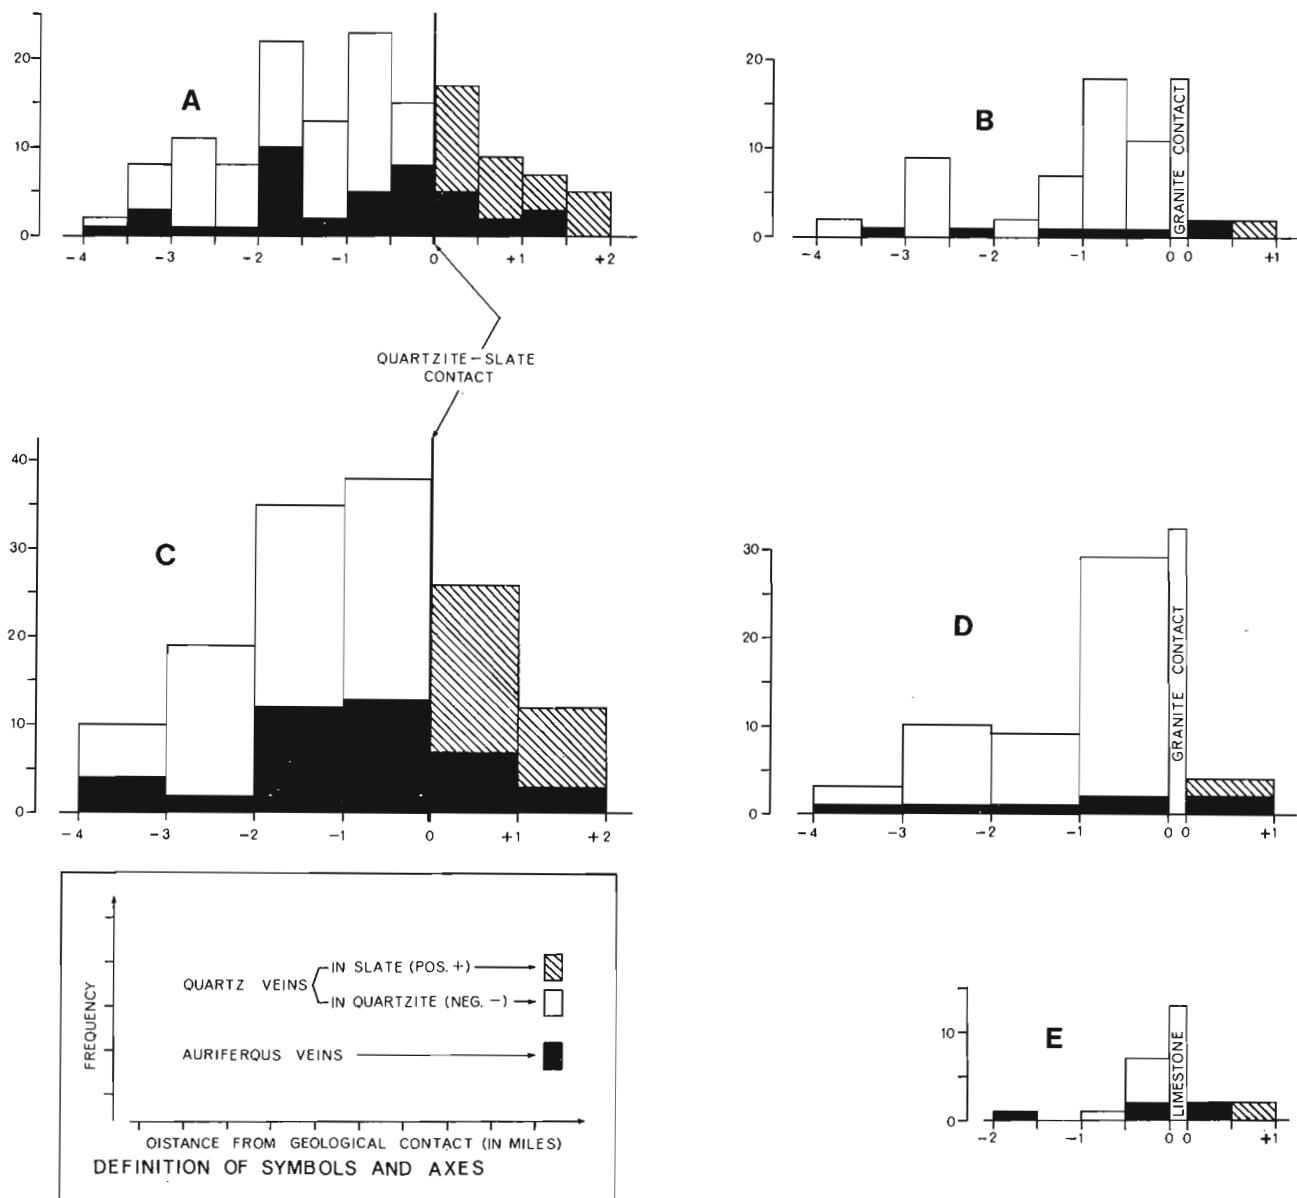 20
10
0
A
-4 -3 -2 -1 0 +1 +2
20
10
0
B
GRANITE CONTACT
-4 -3 -2 -1 0 0 +1
QUARTZITE-SLATE
CONTACT
40
30
20
10
0
C
-4 -3 -2 -1 0 +1 +2
30
20
10
0
D
GRANITE CONTACT
-4 -3 -2 -1 0 0 +1
FREQUENCY
QUARTZ VEINS
IN SLATE (POS. +)
IN QUARTZITE (NEG. -)
AURIFEROUS VEINS
DISTANCE FROM GEOLOGICAL CONTACT (IN MILES)
DEFINITION OF SYMBOLS AND AXES
10
0
E
LIMESTONE
-2 -1 0 0 +1